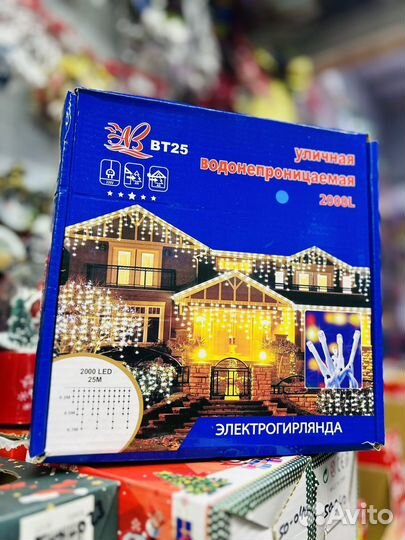 BT25
уличная
водонепроницаемая
2000L
2000 LED
25M
ЭЛЕКТРОГИРЛЯНДА
Avito